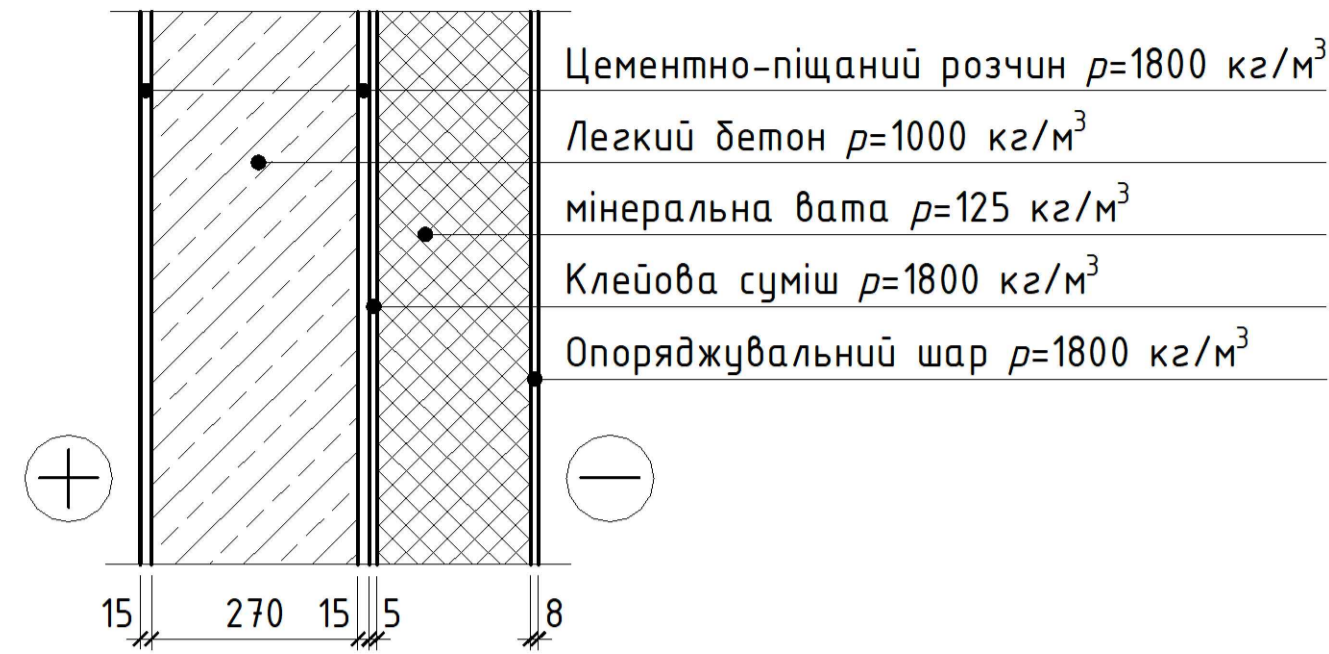 Цементно-піщаний розчин p=1800 кг/м³
Легкий бетон p=1000 кг/м³
мінеральна вата p=125 кг/м³
Клейова суміш p=1800 кг/м³
Опоряджувальний шар p=1800 кг/м³
15 270 15 5 8